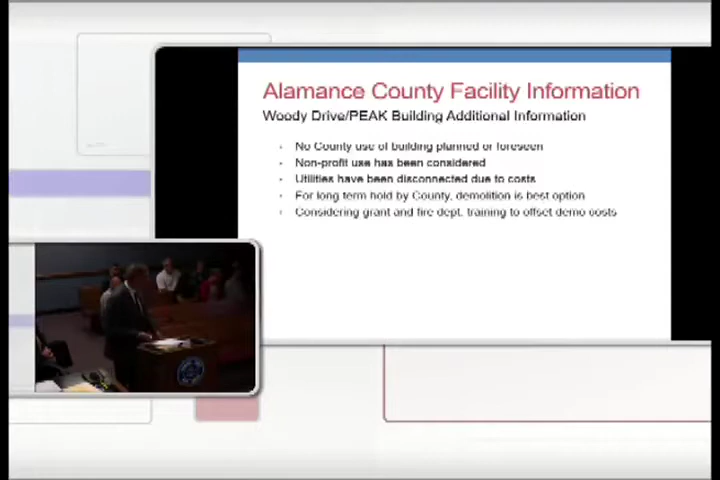 Alamance County Facility Information
Woody Drive/PEAK Building Additional Information
No County use of building planned or foreseen
Non-profit use has been considered
Utilities have been disconnected due to costs
For long term hold by County, demolition is best option
Considering grant and fire dept. training to offset demo costs